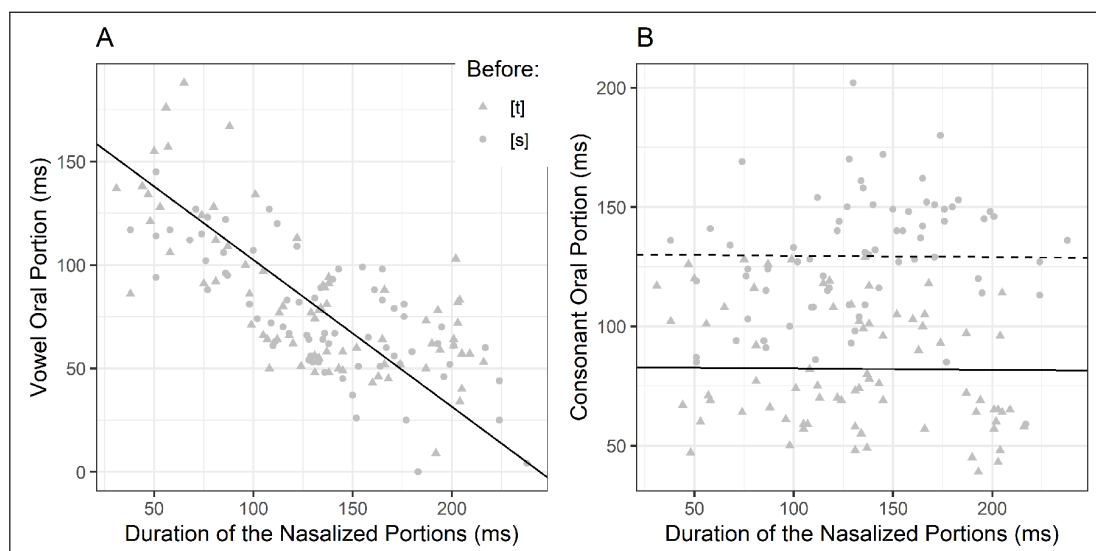 A
B
Before:
[t]
[s]
Vowel Oral Portion (ms)
150
100
50
0
50
100
150
200
Duration of the Nasalized Portions (ms)
Consonant Oral Portion (ms)
200
150
100
50
50
100
150
200
Duration of the Nasalized Portions (ms)